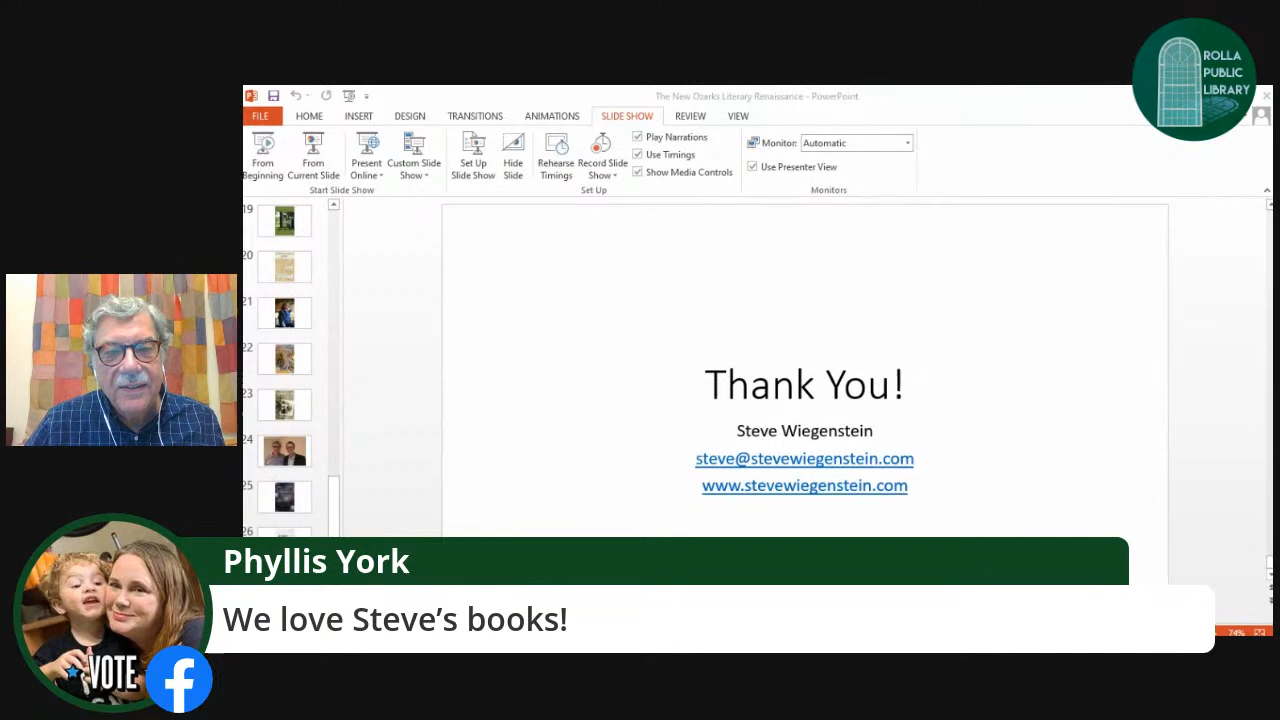 ROLLA
PUBLIC
LIBRARY
The New Ozarks Literary Renaissance - PowerPoint
FILE HOME INSERT DESIGN TRANSITIONS ANIMATIONS SLIDE SHOW REVIEW VIEW
From Beginning
From Current Slide
Present Online
Custom Slide Show
Set Up Slide Show
Hide Slide
Rehearse Timings
Record Slide Show
Play Narrations
Use Timings
Show Media Controls
Monitor: Automatic
Use Presenter View
Start Slide Show
Set Up
Monitors
19
20
21
22
23
24
25
26
Thank You!
Steve Wiegenstein
steve@stevewiegenstein.com
www.stevewiegenstein.com
74%
Phyllis York
We love Steve’s books!
VOTE